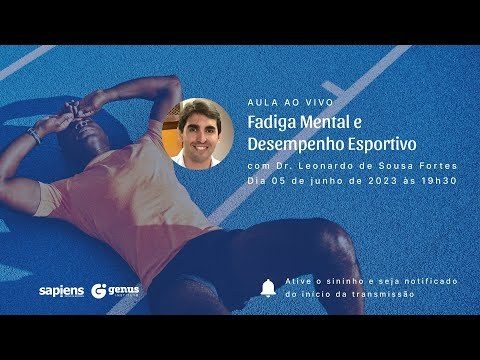 AULA AO VIVO
Fadiga Mental e
Desempenho Esportivo
com Dr. Leonardo de Sousa Fortes
Dia 05 de junho de 2023 às 19h30
sapiens
genus
INSTITUTE
Ative o sininho e seja notificado
do início da transmissão